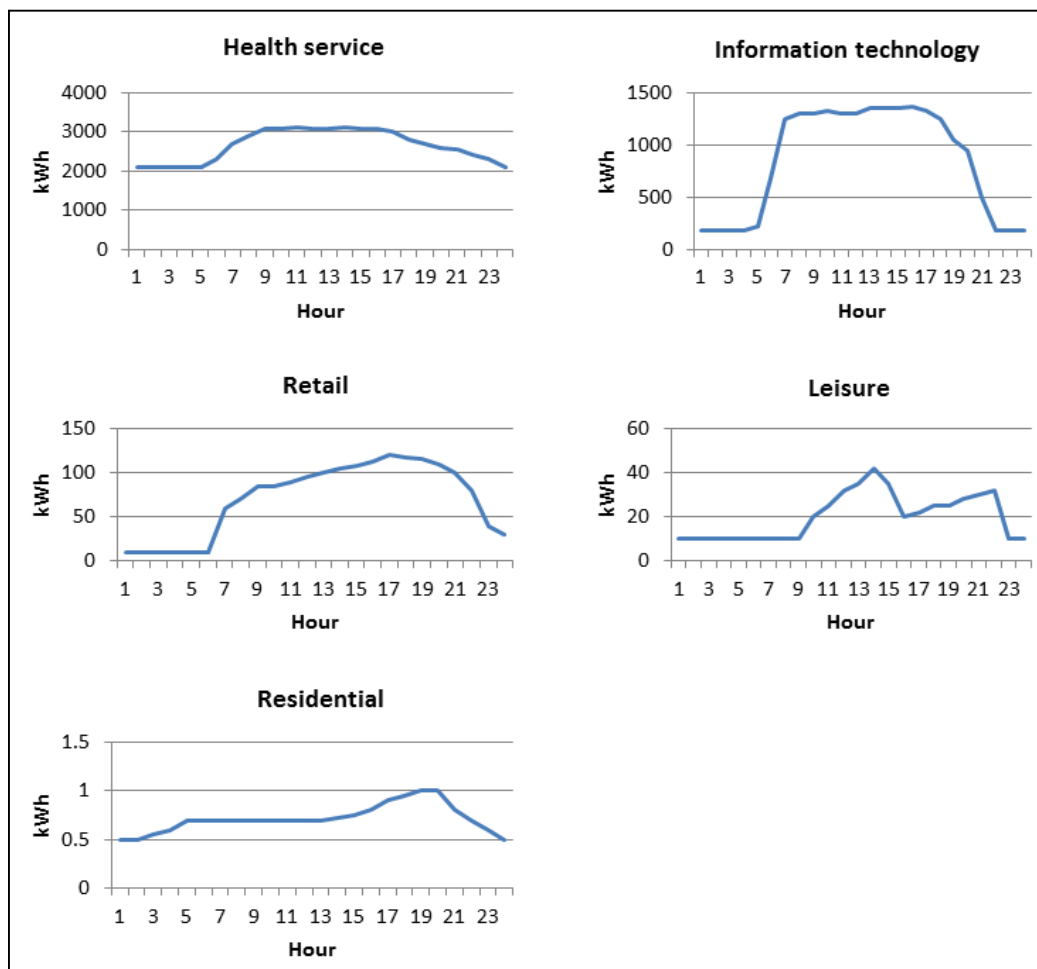 Health service
4000
3000
2000
1000
0
kWh
1 3 5 7 9 11 13 15 17 19 21 23
Hour
Information technology
1500
1000
500
0
kWh
1 3 5 7 9 11 13 15 17 19 21 23
Hour
Retail
150
100
50
0
kWh
1 3 5 7 9 11 13 15 17 19 21 23
Hour
Leisure
60
40
20
0
kWh
1 3 5 7 9 11 13 15 17 19 21 23
Hour
Residential
1.5
1
0.5
0
kWh
1 3 5 7 9 11 13 15 17 19 21 23
Hour